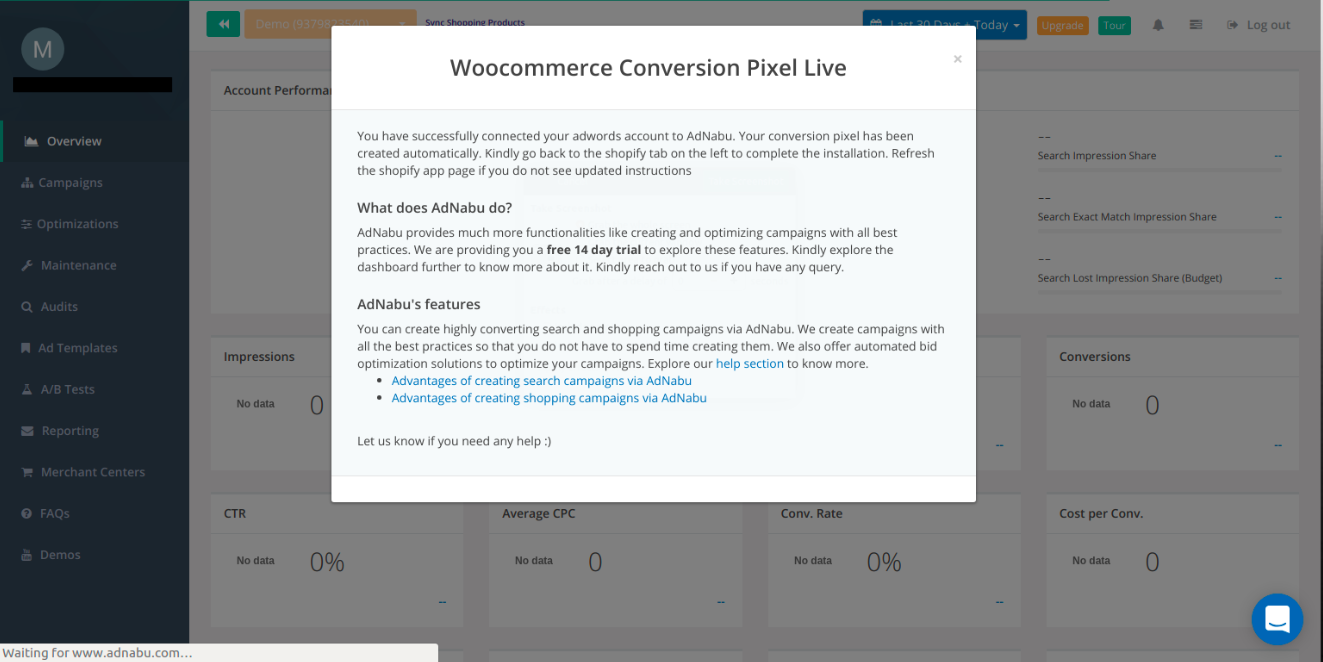 M
Overview
Campaigns
Optimizations
Maintenance
Audits
Ad Templates
A/B Tests
Reporting
Merchant Centers
FAQs
Demos
Waiting for www.adnabu.com...
Sync Shopping Products
Last 30 Days + Today
Upgrade
Tour
Log out
Woocommerce Conversion Pixel Live
×
You have successfully connected your adwords account to AdNabu. Your conversion pixel has been
created automatically. Kindly go back to the shopify tab on the left to complete the installation. Refresh
the shopify app page if you do not see updated instructions
What does AdNabu do?
AdNabu provides much more functionalities like creating and optimizing campaigns with all best
practices. We are providing you a free 14 day trial to explore these features. Kindly explore the
dashboard further to know more about it. Kindly reach out to us if you have any query.
AdNabu's features
You can create highly converting search and shopping campaigns via AdNabu. We create campaigns with
all the best practices so that you do not have to spend time creating them. We also offer automated bid
optimization solutions to optimize your campaigns. Explore our help section to know more.
• Advantages of creating search campaigns via AdNabu
• Advantages of creating shopping campaigns via AdNabu
Let us know if you need any help :)
Account Performa
--
Search Impression Share --
--
Search Exact Match Impression Share --
--
Search Lost Impression Share (Budget) --
Impressions
No data 0
--
Conversions
No data 0
--
CTR
No data 0%
--
Average CPC
No data 0
--
Conv. Rate
No data 0%
--
Cost per Conv.
No data 0